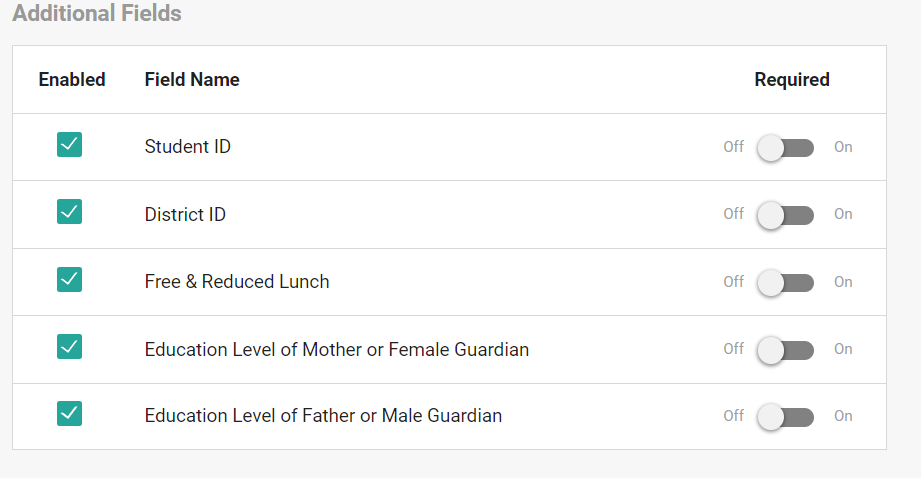 Additional Fields
Enabled Field Name Required
Student ID Off On
District ID Off On
Free & Reduced Lunch Off On
Education Level of Mother or Female Guardian Off On
Education Level of Father or Male Guardian Off On